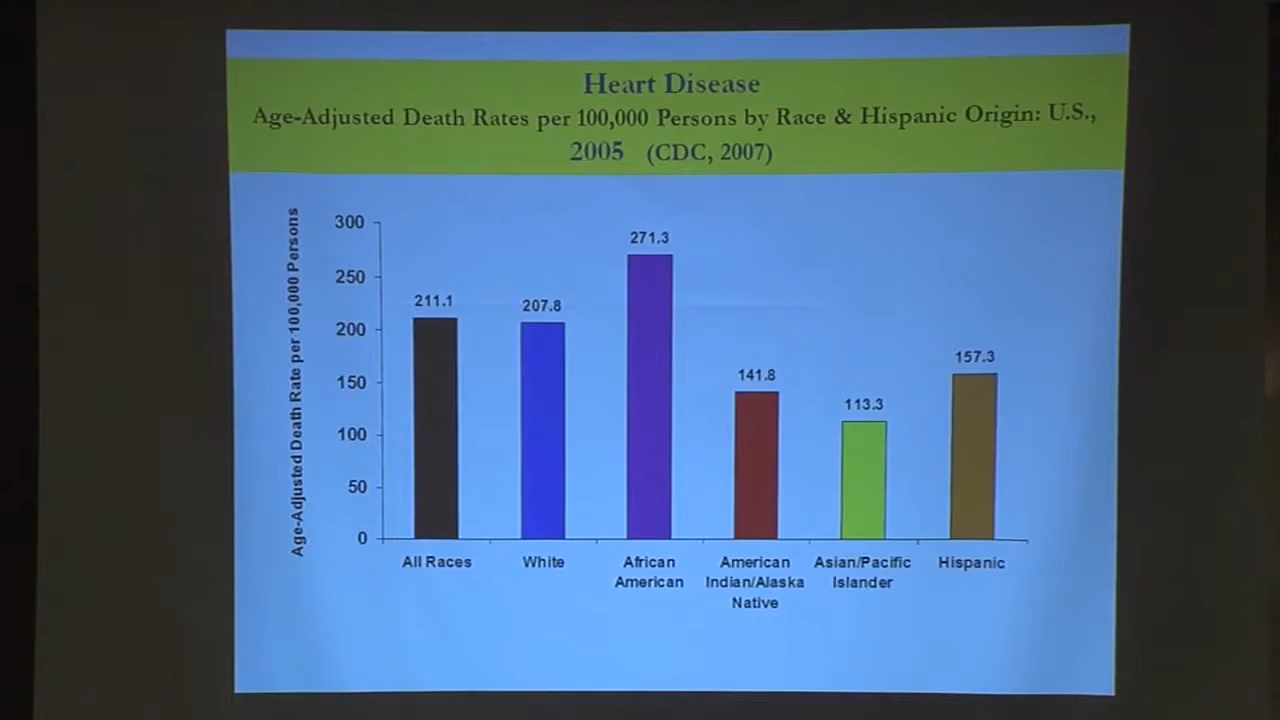 Heart Disease
Age-Adjusted Death Rates per 100,000 Persons by Race & Hispanic Origin: U.S.,
2005 (CDC, 2007)
Age-Adjusted Death Rate per 100,000 Persons
300
250
200
150
100
50
0
211.1
207.8
271.3
141.8
113.3
157.3
All Races
White
African
American
American
Indian/Alaska
Native
Asian/Pacific
Islander
Hispanic